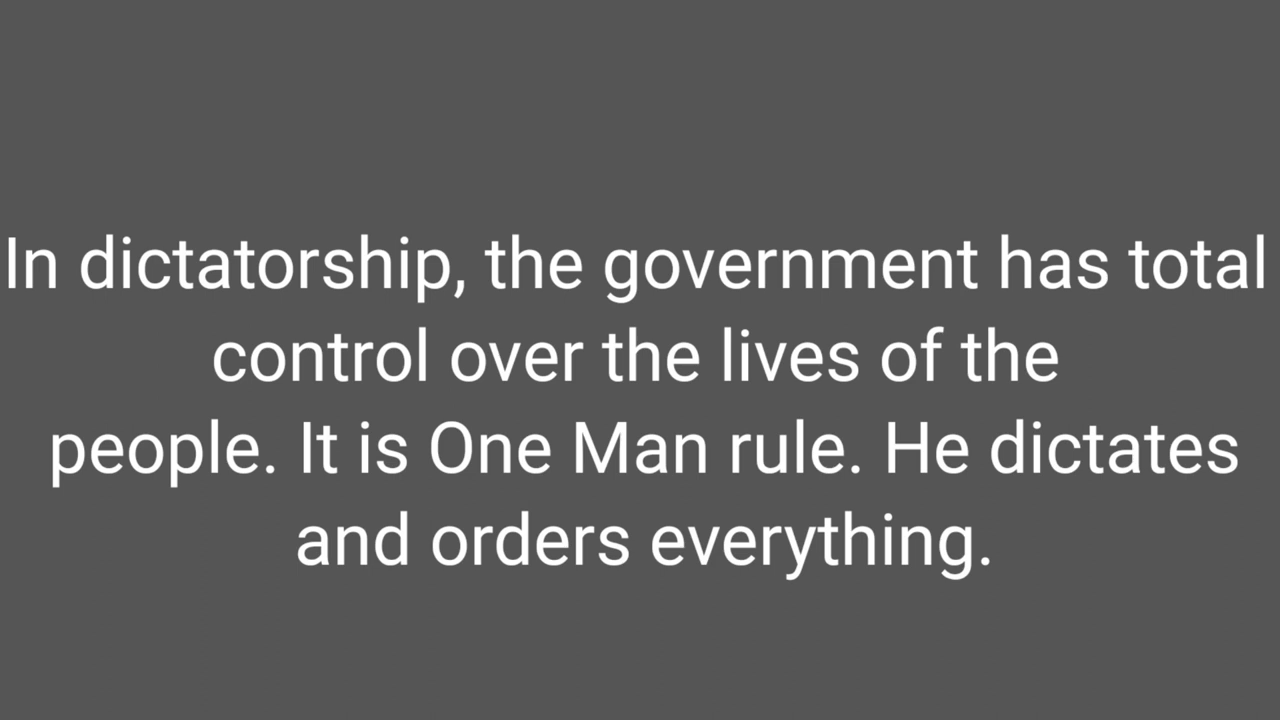 In dictatorship, the government has total
control over the lives of the
people. It is One Man rule. He dictates
and orders everything.